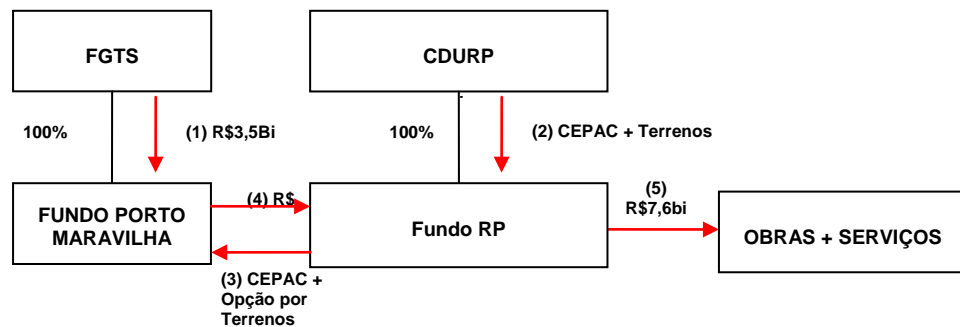 FGTS
CDURP
100%
(1) R$3,5Bi
100%
(2) CEPAC + Terrenos
FUNDO PORTO
MARAVILHA
(4) R$
Fundo RP
(5)
R$7,6bi
OBRAS + SERVIÇOS
(3) CEPAC +
Opção por
Terrenos